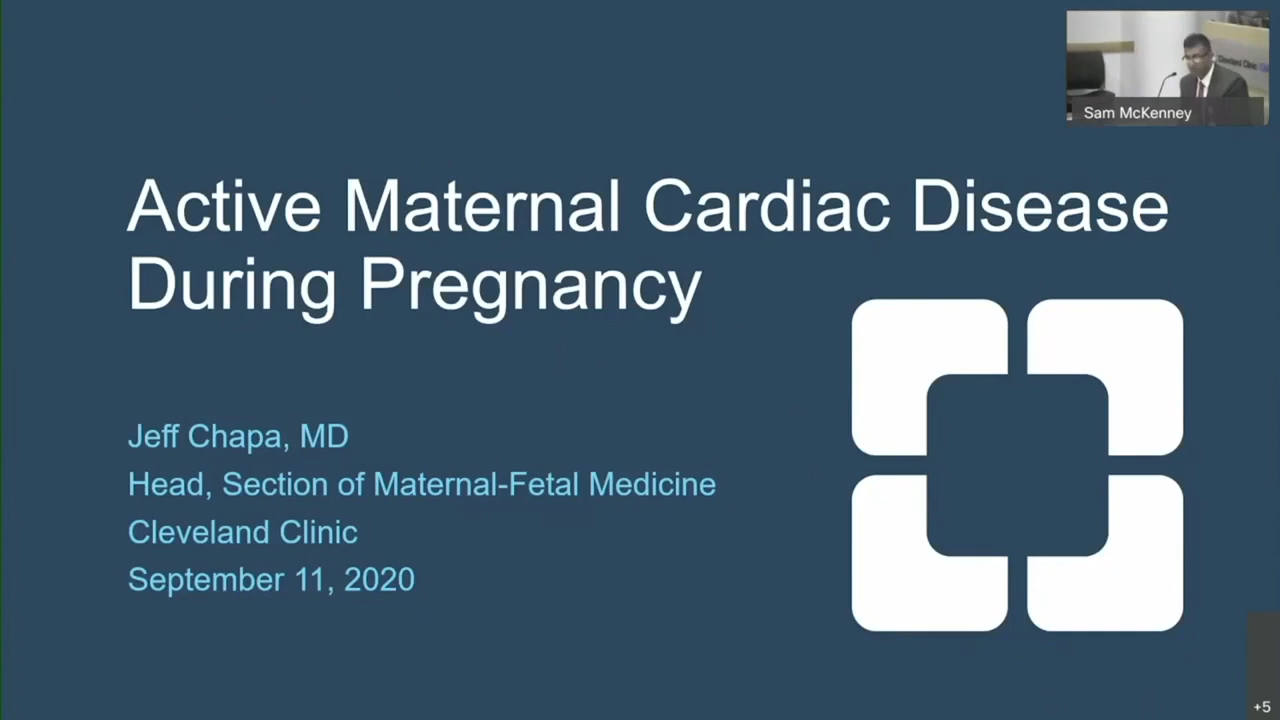 Sam McKenney
Active Maternal Cardiac Disease
During Pregnancy
Jeff Chapa, MD
Head, Section of Maternal-Fetal Medicine
Cleveland Clinic
September 11, 2020
+5